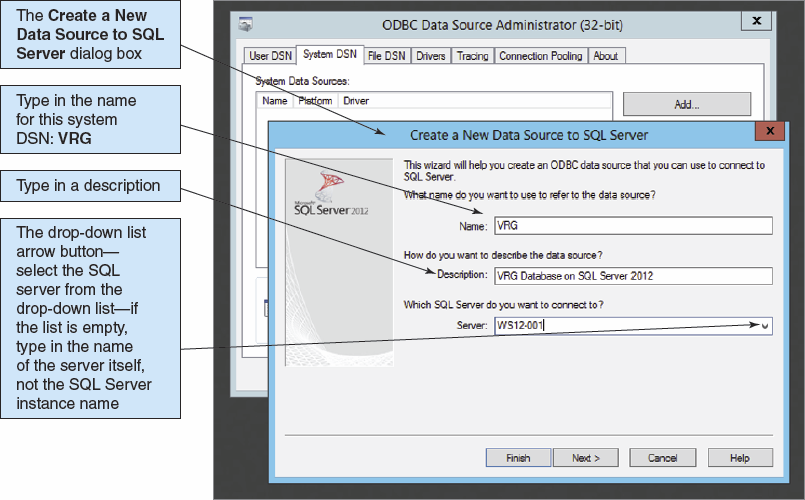 The Create a New
Data Source to SQL
Server dialog box
Type in the name
for this system
DSN: VRG
Type in a description
The drop-down list
arrow button—
select the SQL
server from the
drop-down list—if
the list is empty,
type in the name
of the server itself,
not the SQL Server
instance name
ODBC Data Source Administrator (32-bit)
x
User DSN System DSN File DSN Drivers Tracing Connection Pooling About
System Data Sources:
Name Platform Driver
Add...
Create a New Data Source to SQL Server
x
Microsoft
SQL Server 2012
This wizard will help you create an ODBC data source that you can use to connect to
SQL Server.
What name do you want to use to refer to the data source?
Name: VRG
How do you want to describe the data source?
Description: VRG Database on SQL Server 2012
Which SQL Server do you want to connect to?
Server: WS12-001
Finish Next > Cancel Help